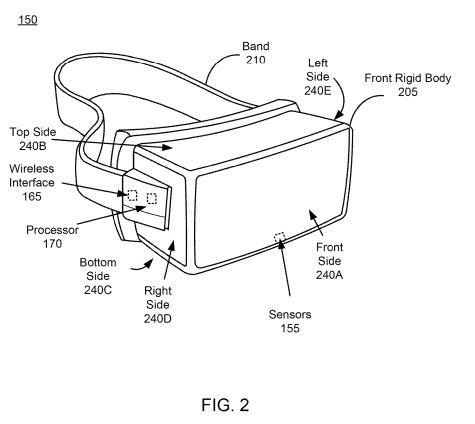 150
Band
210
Left
Side
240E
Front Rigid Body
205
Top Side
240B
Wireless
Interface
165
Processor
170
Bottom
Side
240C
Right
Side
240D
Front
Side
240A
Sensors
155
FIG. 2